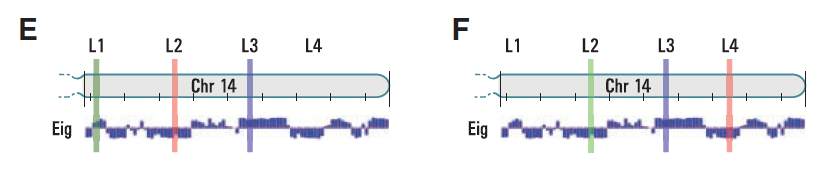 E
L1 L2 L3 L4
Chr 14
Eig
F
L1 L2 L3 L4
Chr 14
Eig